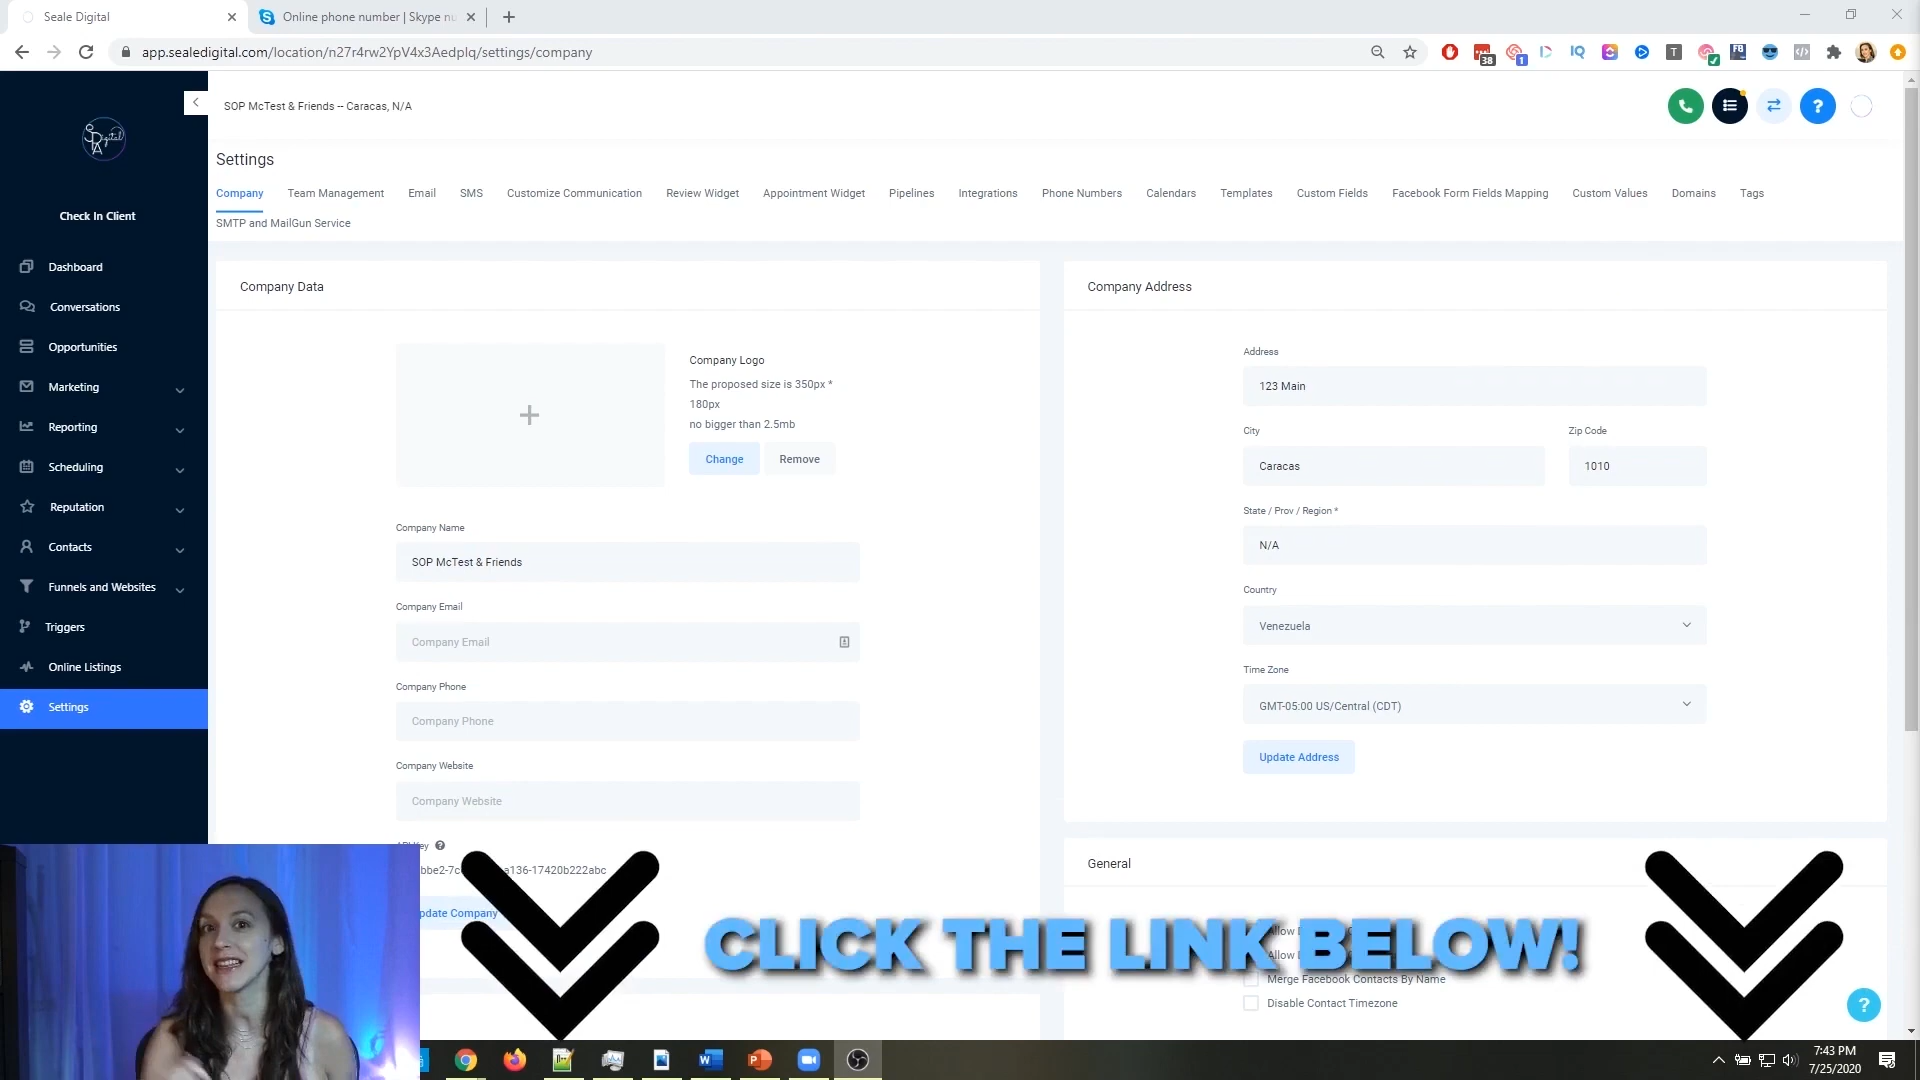 Seale Digital
Online phone number | Skype nu
app.sealedigital.com/location/n27r4rw2YpV4x3Aedplq/settings/company
38
1
IQ
T
FB
Digital
SOP McTest & Friends -- Caracas, N/A
?
Check In Client
Dashboard
Conversations
Opportunities
Marketing
Reporting
Scheduling
Reputation
Contacts
Funnels and Websites
Triggers
Online Listings
Settings
Settings
Company Team Management Email SMS Customize Communication Review Widget Appointment Widget Pipelines Integrations Phone Numbers Calendars Templates Custom Fields Facebook Form Fields Mapping Custom Values Domains Tags
SMTP and MailGun Service
Company Data
Company Logo
The proposed size is 350px *
180px
no bigger than 2.5mb
Change Remove
Company Name
SOP McTest & Friends
Company Email
Company Email
Company Phone
Company Phone
Company Website
Company Website
bbe2-7c
a136-17420b222abc
pdate Company
Company Address
Address
123 Main
City Zip Code
Caracas 1010
State / Prov / Region *
N/A
Country
Venezuela
Time Zone
GMT-05:00 US/Central (CDT)
Update Address
General
CLICK THE LINK BELOW!
Merge Facebook Contacts By Name
Disable Contact Timezone
?
7:43 PM
7/25/2020